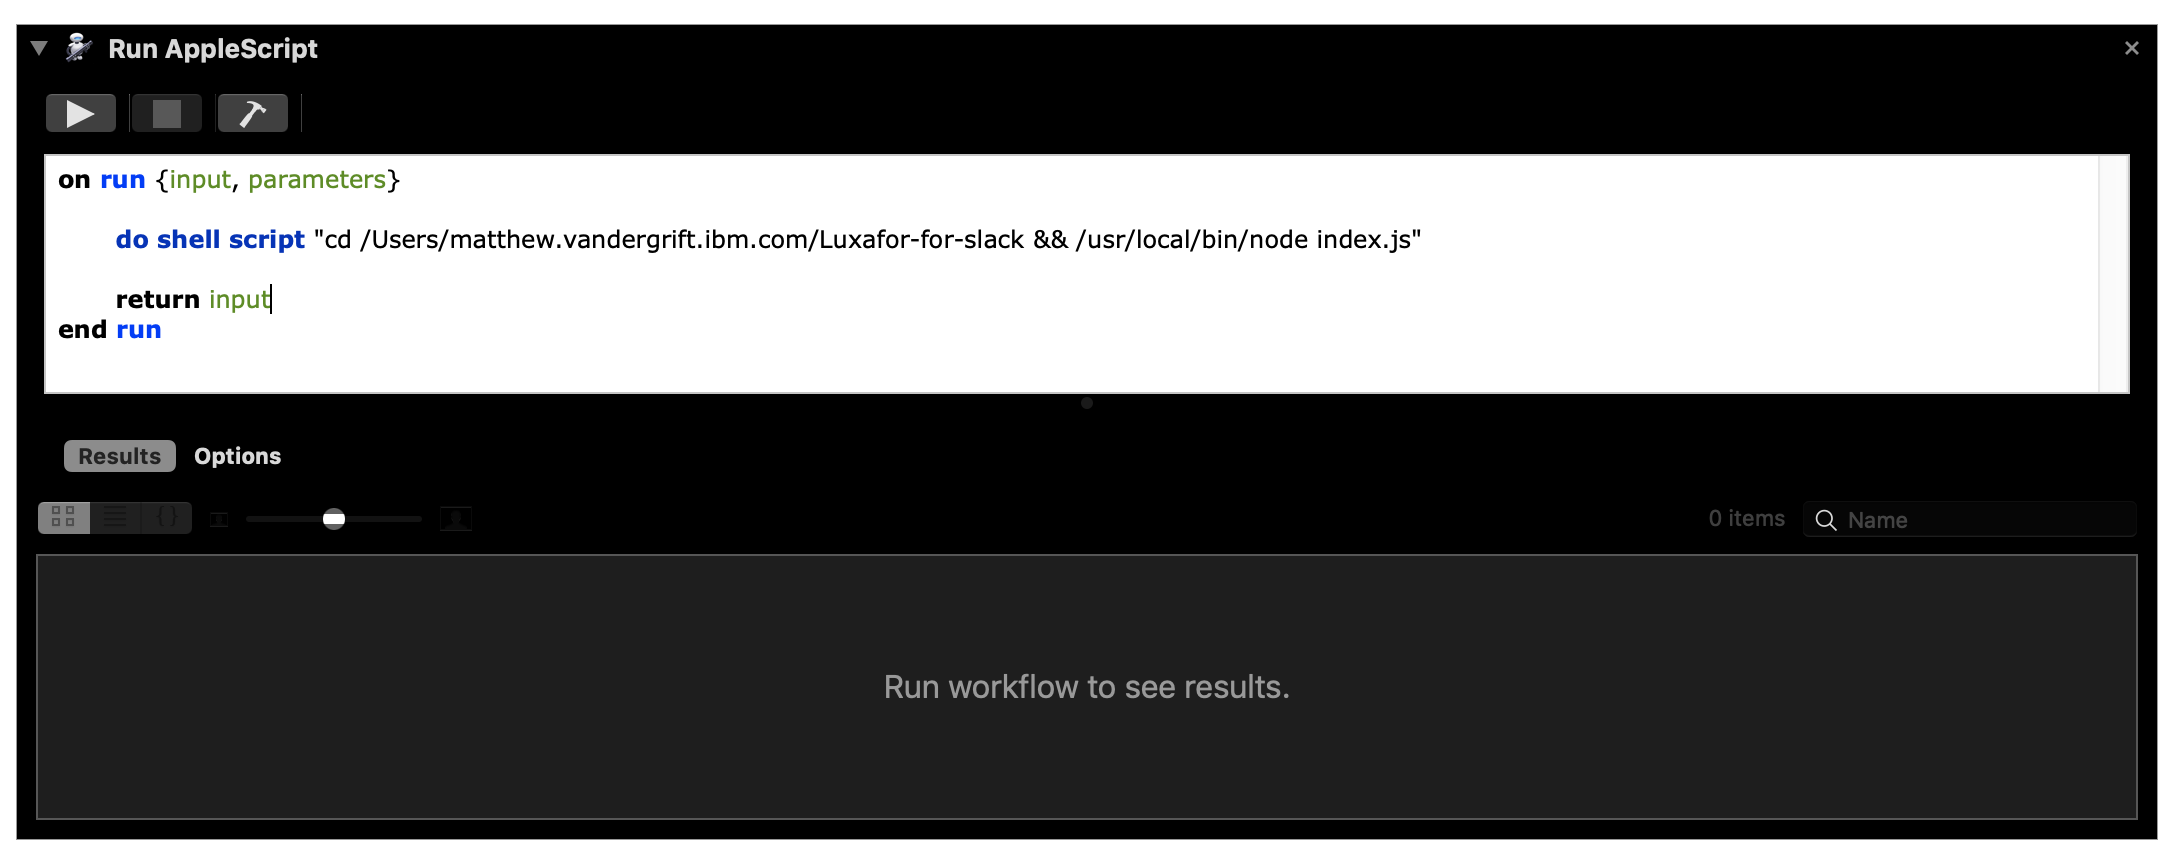 Run AppleScript
on run {input, parameters}
do shell script "cd /Users/matthew.vandergrift.ibm.com/Luxafor-for-slack && /usr/local/bin/node index.js"
return input
end run
Results Options
{} 0 items Name
Run workflow to see results.